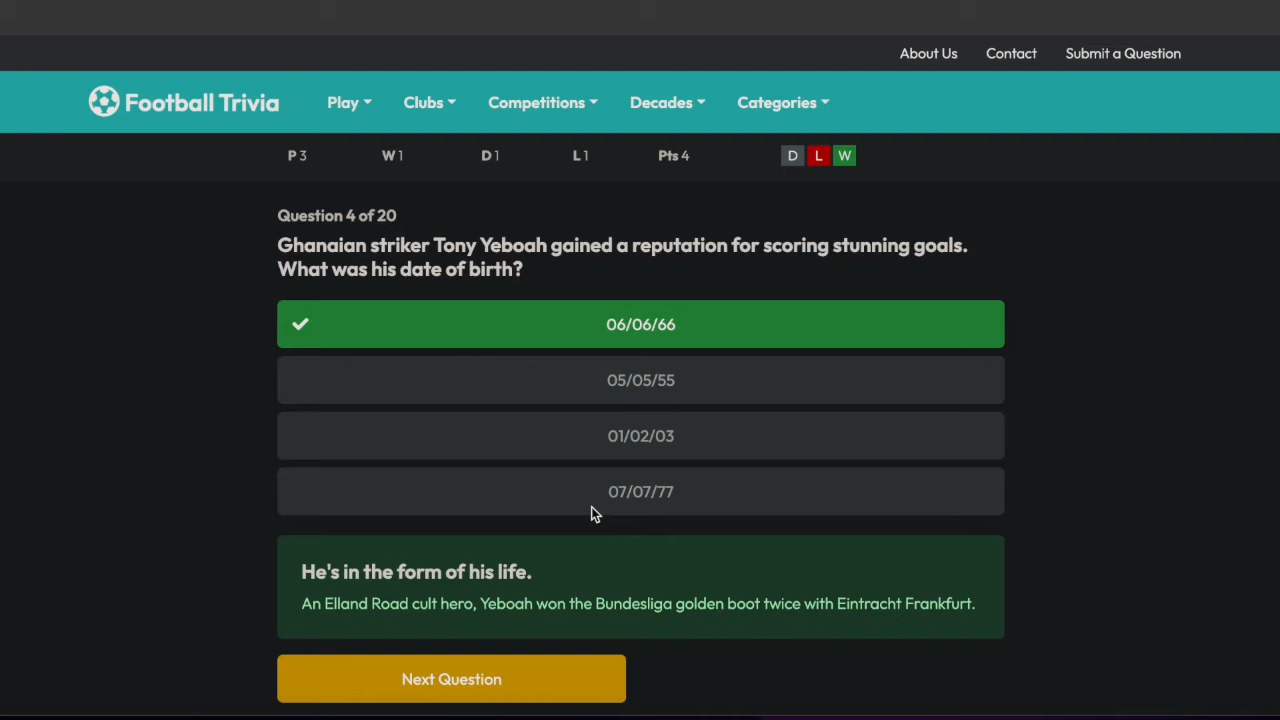 About Us Contact Submit a Question
Football Trivia Play Clubs Competitions Decades Categories
P 3 W 1 D 1 L 1 Pts 4 D L W
Question 4 of 20
Ghanaian striker Tony Yeboah gained a reputation for scoring stunning goals.
What was his date of birth?
06/06/66
05/05/55
01/02/03
07/07/77
He's in the form of his life.
An Elland Road cult hero, Yeboah won the Bundesliga golden boot twice with Eintracht Frankfurt.
Next Question